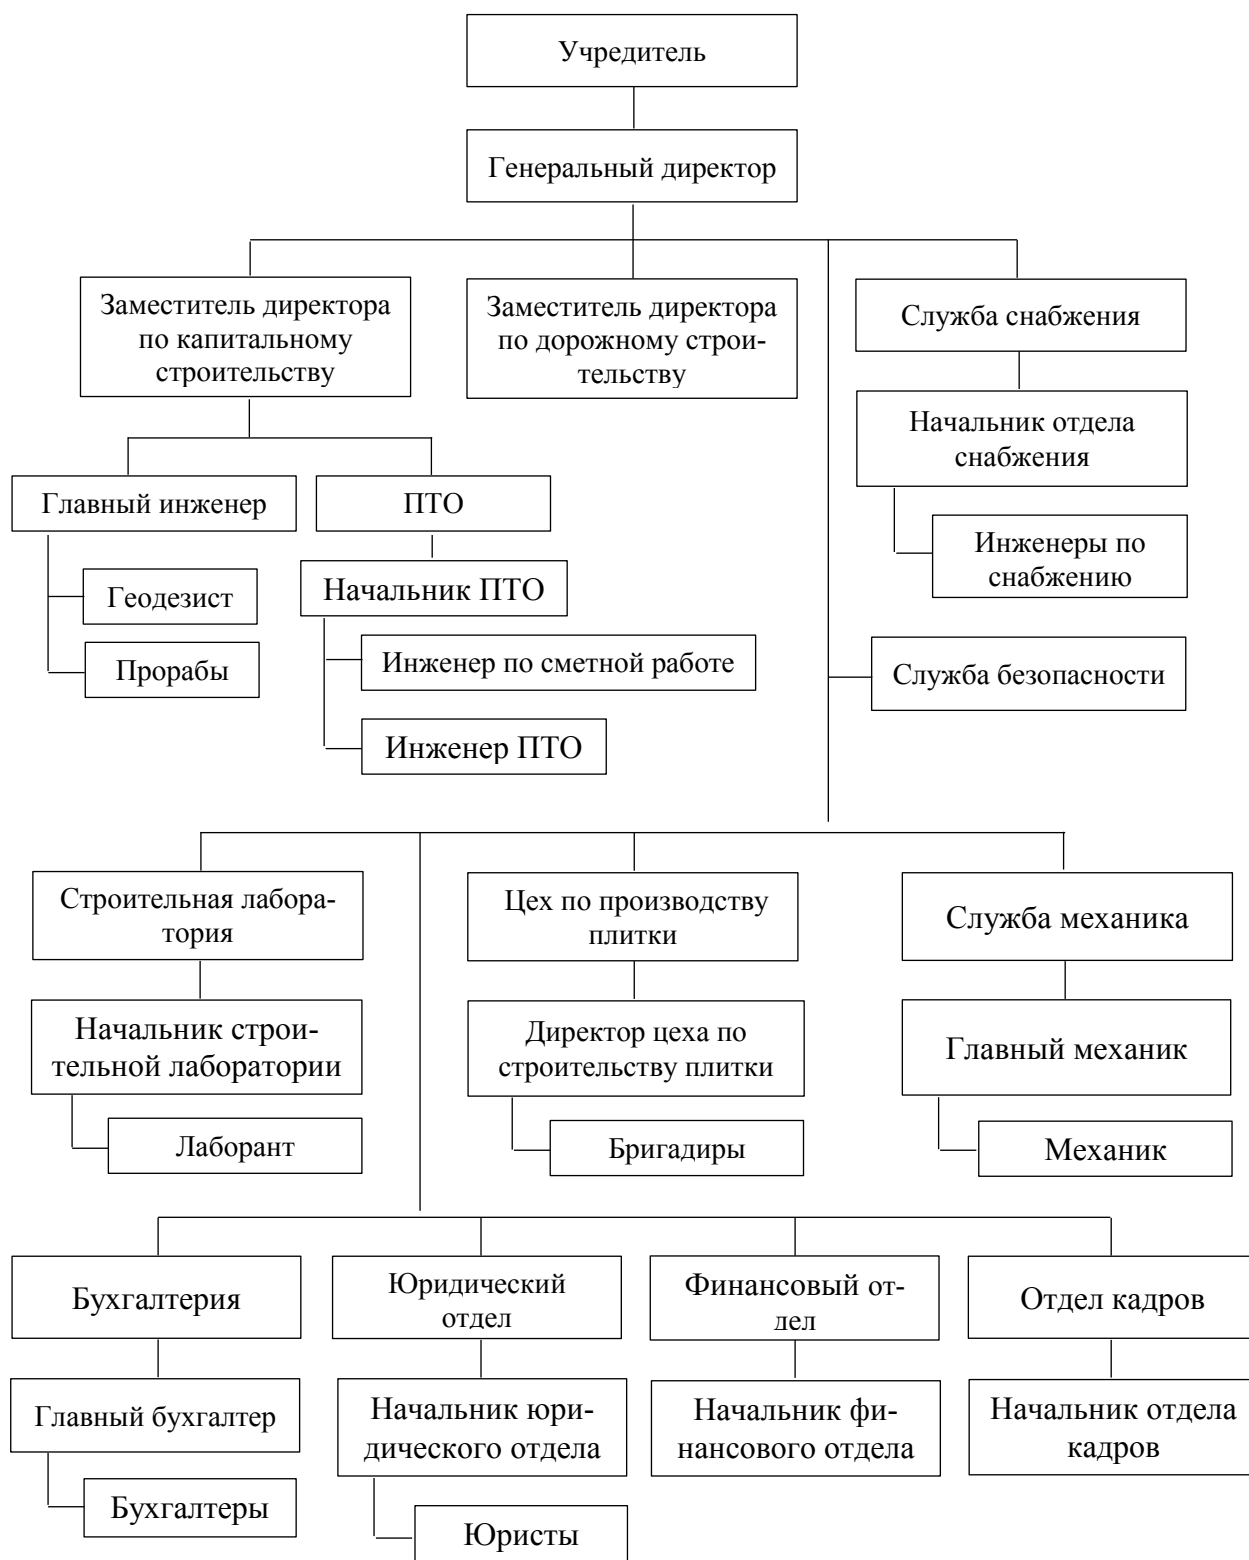 Учредитель
Генеральный директор
Заместитель директора
по капитальному
строительству
Заместитель директора
по дорожному строи-
тельству
Служба снабжения
Начальник отдела
снабжения
Главный инженер
ПТО
Инженеры по
снабжению
Начальник ПТО
Геодезист
Инженер по сметной работе
Прорабы
Служба безопасности
Инженер ПТО
Строительная лабора-
тория
Цех по производству
плитки
Служба механика
Начальник строи-
тельной лаборатории
Директор цеха по
строительству плитки
Главный механик
Лаборант
Бригадиры
Механик
Бухгалтерия
Юридический
отдел
Финансовый от-
дел
Отдел кадров
Главный бухгалтер
Начальник юри-
дического отдела
Начальник фи-
нансового отдела
Начальник отдела
кадров
Бухгалтеры
Юристы